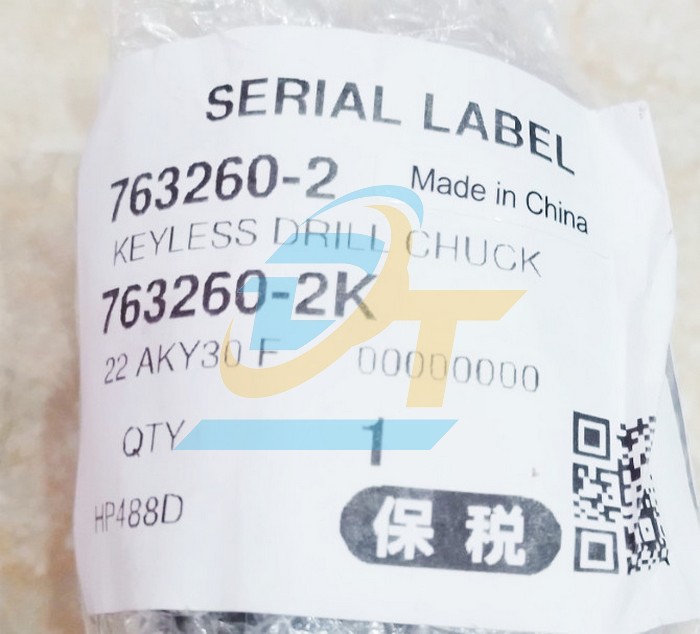 SERIAL LABEL
763260-2 Made in China
KEYLESS DRILL CHUCK
763260-2K
22 AKY30 F 00000000
QTY 1
HP488D 保税
DT